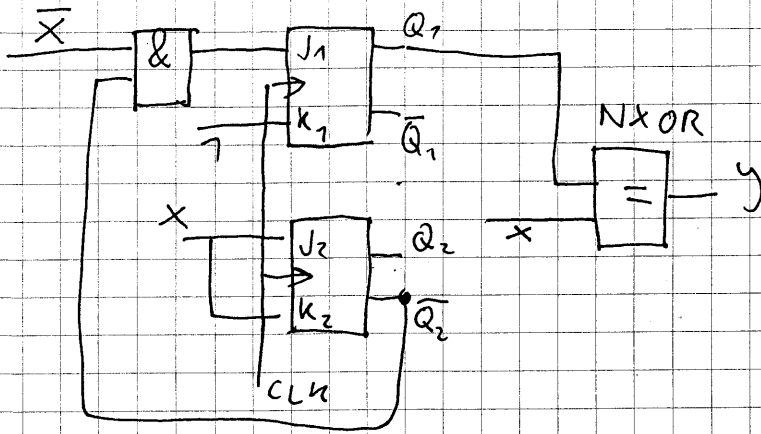 X̅
&
J₁
K₁
1
Q₁
Q̅₁
NXOR
=
y
x
X
J₂
K₂
Q₂
Q̅₂
CLK